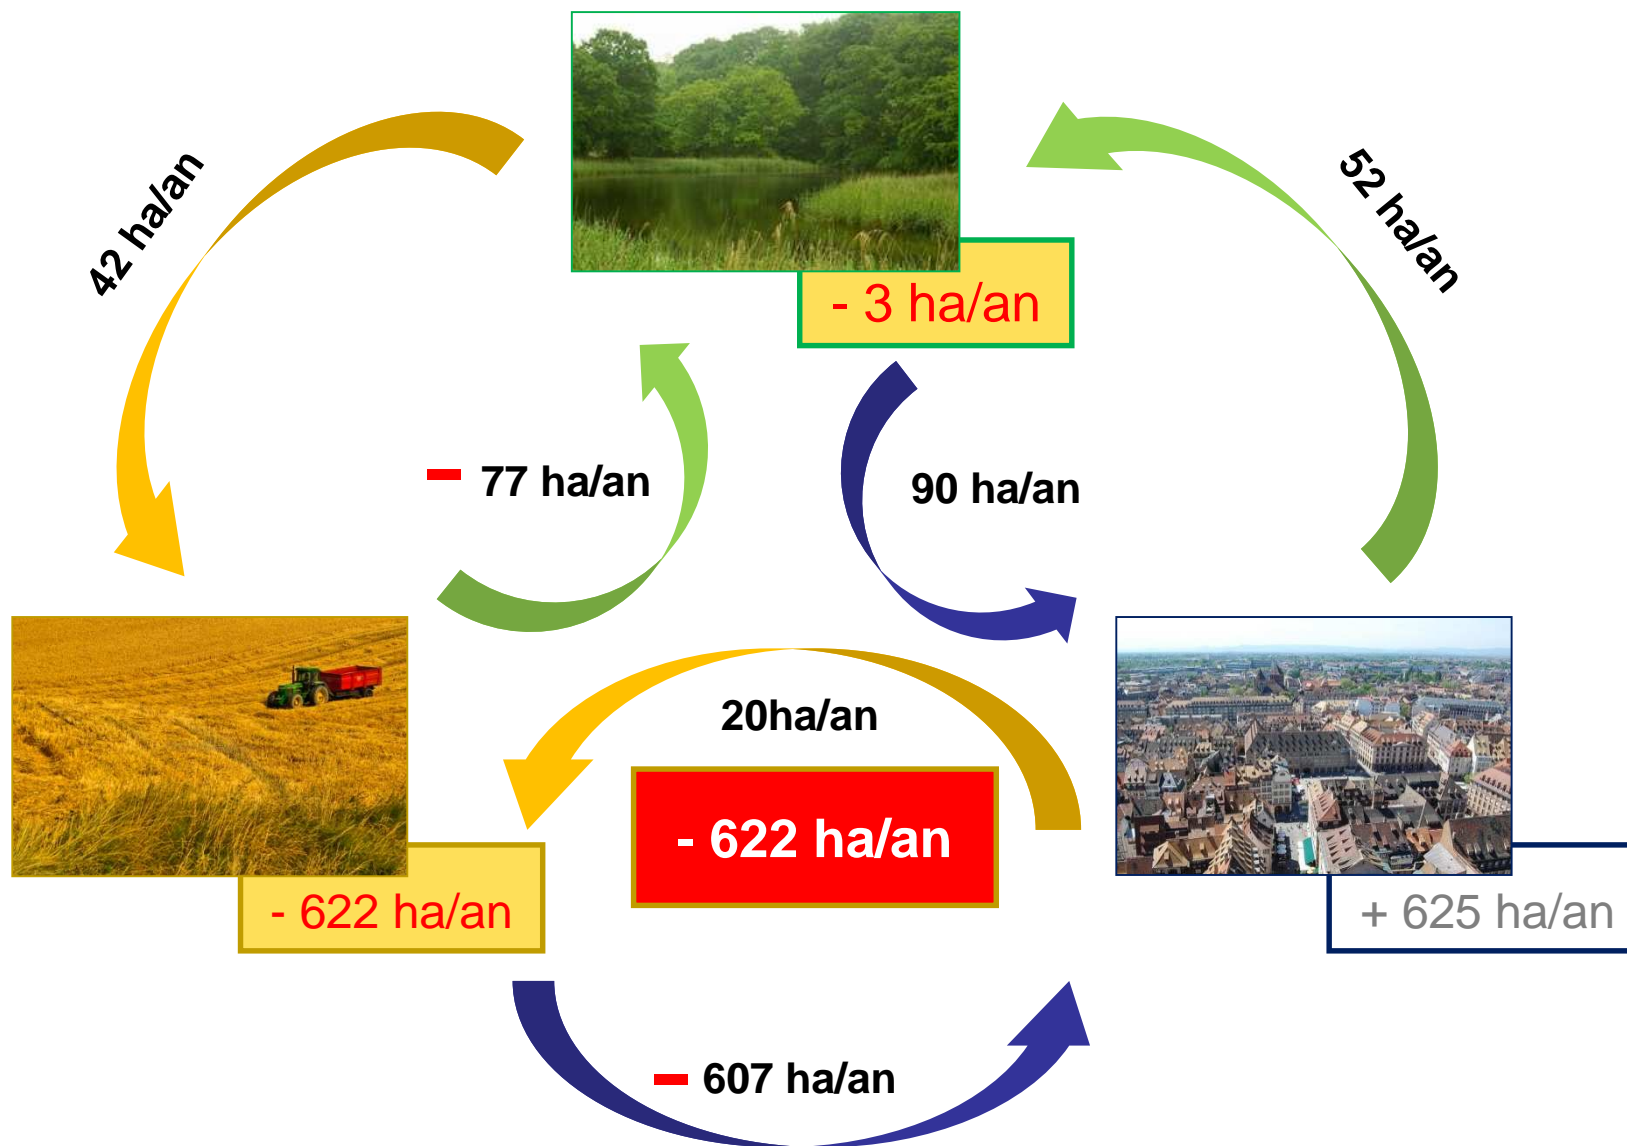 42 ha/an
52 ha/an
- 3 ha/an
- 77 ha/an
90 ha/an
20ha/an
- 622 ha/an
- 622 ha/an
+ 625 ha/an
- 607 ha/an